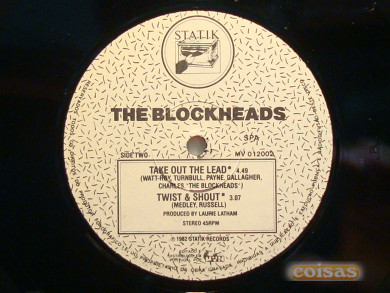 STATIK
THE BLOCKHEADS
SPA
SIDE TWO
MV 012002
TAKE OUT THE LEAD* 4.49
(WATT-ROY, TURNBULL, PAYNE, GALLAGHER,
CHARLES, 'THE BLOCKHEADS')
TWIST & SHOUT* 3.07
(MEDLEY, RUSSELL)
PRODUCED BY LAURIE LATHAM
STEREO 45RPM
℗ 1982 STATIK RECORDS
coisas